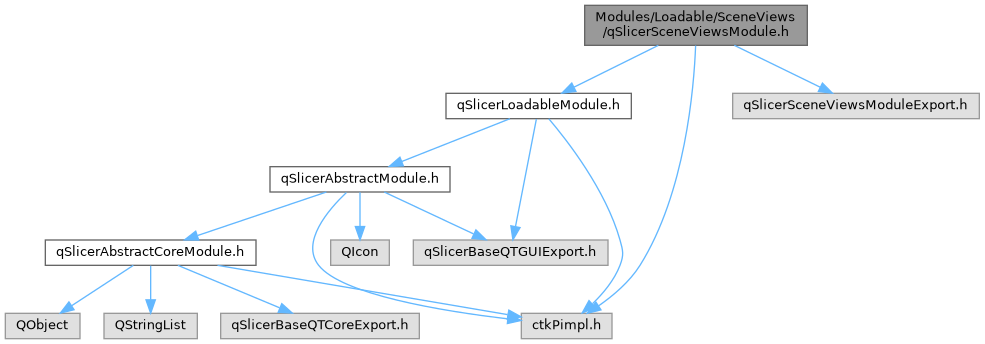 Modules/Loadable/SceneViews
/qSlicerSceneViewsModule.h
qSlicerLoadableModule.h
qSlicerSceneViewsModuleExport.h
qSlicerAbstractModule.h
qSlicerAbstractCoreModule.h
QIcon
qSlicerBaseQTGUIExport.h
QObject
QStringList
qSlicerBaseQTCoreExport.h
ctkPimpl.h